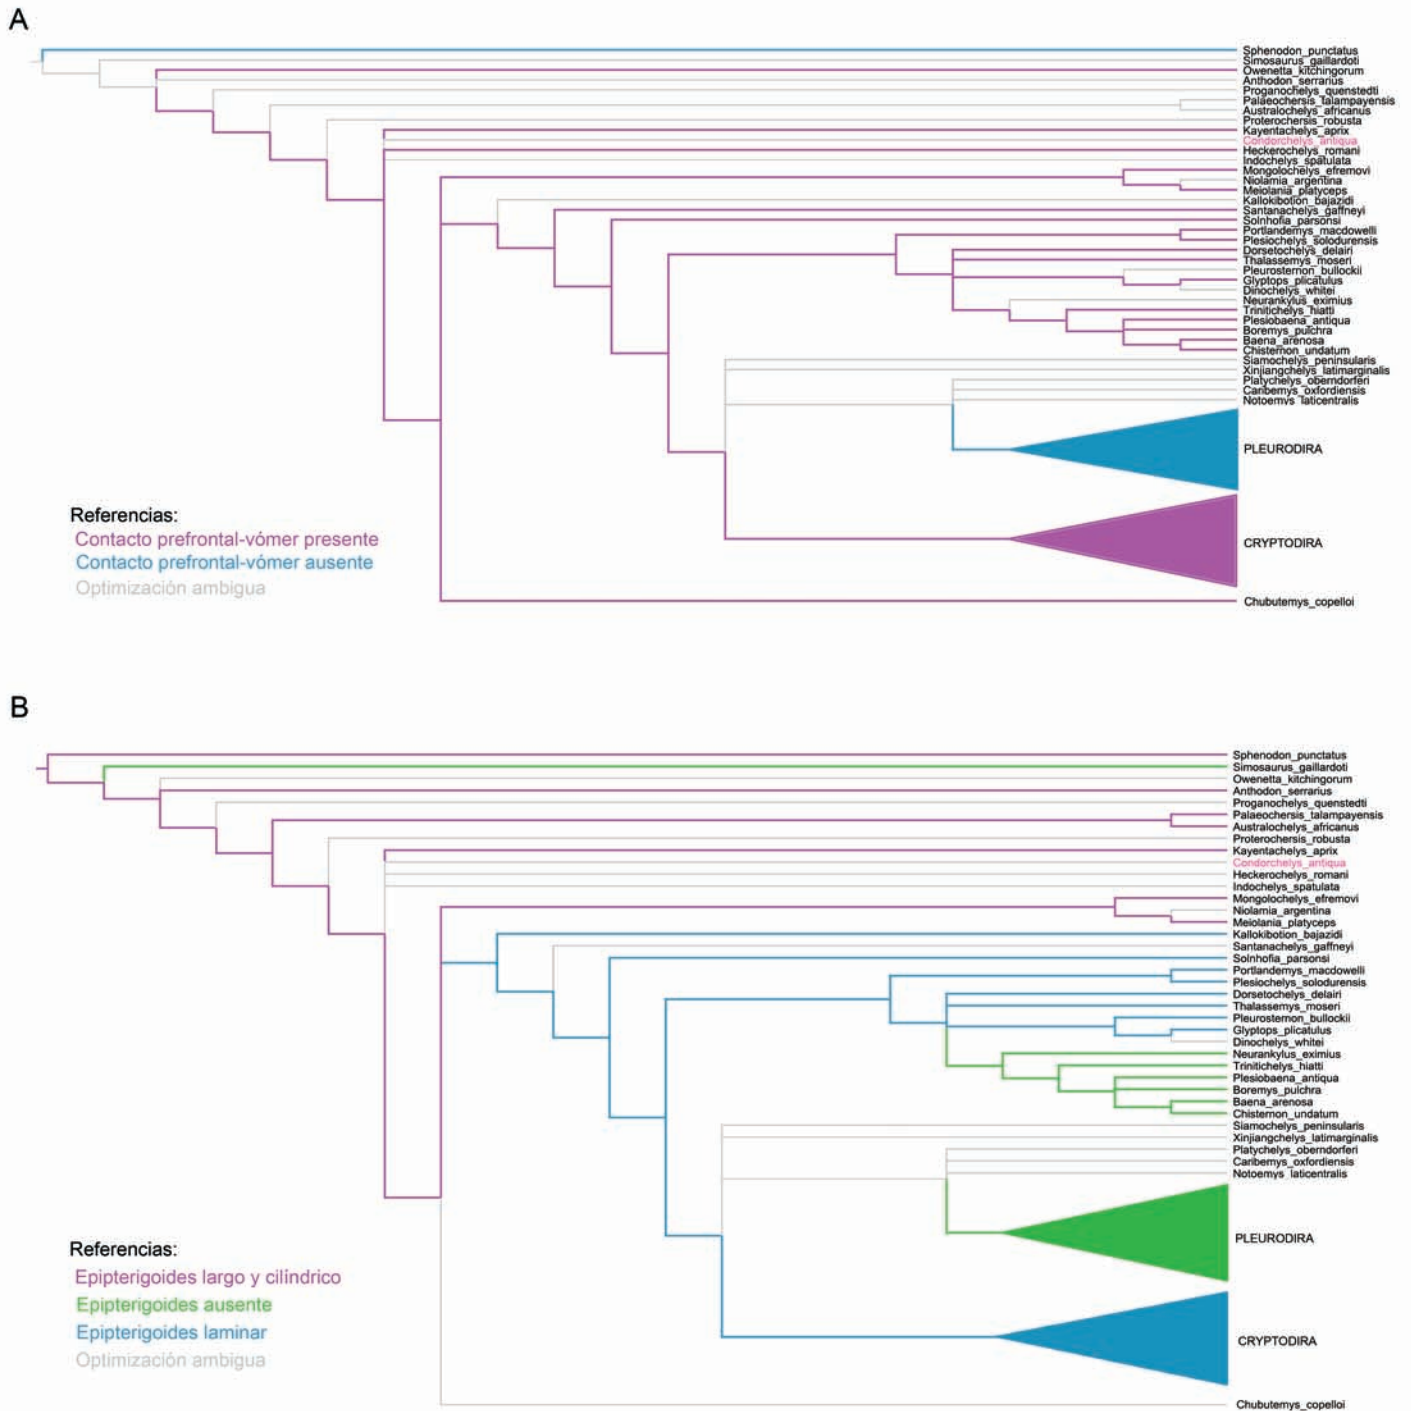 A
Sphenodon_punctatus
Simosaurus_gaillardoti
Owenetta_kitchingorum
Anthodon_serrarius
Proganochelys_quenstedti
Palaeochersis_talampayensis
Australochelys_africanus
Proterochersis_robusta
Kayentachelys_aprix
Condorchelys_antiqua
Heckerochelys_romani
Indochelys_spatulata
Mongolochelys_efremovi
Niolamia_argentina
Meiolania_platyceps
Kallokibotion_bajazidi
Santanachelys_gaffneyi
Solnhofia_parsonsi
Portlandemys_macdowelli
Plesiochelys_solodurensis
Dorsetochelys_delairi
Thalassemys_moseri
Pleurosternon_bullockii
Glyptops_plicatulus
Dinochelys_whitei
Neurankylus_eximius
Trinitichelys_hiatti
Plesiobaena_antiqua
Boremys_pulchra
Baena_arenosa
Chisternon_undatum
Siamochelys_peninsularis
Xinjiangchelys_latimarginalis
Platychelys_oberndorferi
Caribemys_oxfordiensis
Notoemys_laticentralis
PLEURODIRA
CRYPTODIRA
Chubutemys_copelloi
Referencias:
Contacto prefrontal-vómer presente
Contacto prefrontal-vómer ausente
Optimización ambigua
B
Sphenodon_punctatus
Simosaurus_gaillardoti
Owenetta_kitchingorum
Anthodon_serrarius
Proganochelys_quenstedti
Palaeochersis_talampayensis
Australochelys_africanus
Proterochersis_robusta
Kayentachelys_aprix
Condorchelys_antiqua
Heckerochelys_romani
Indochelys_spatulata
Mongolochelys_efremovi
Niolamia_argentina
Meiolania_platyceps
Kallokibotion_bajazidi
Santanachelys_gaffneyi
Solnhofia_parsonsi
Portlandemys_macdowelli
Plesiochelys_solodurensis
Dorsetochelys_delairi
Thalassemys_moseri
Pleurosternon_bullockii
Glyptops_plicatulus
Dinochelys_whitei
Neurankylus_eximius
Trinitichelys_hiatti
Plesiobaena_antiqua
Boremys_pulchra
Baena_arenosa
Chisternon_undatum
Siamochelys_peninsularis
Xinjiangchelys_latimarginalis
Platychelys_oberndorferi
Caribemys_oxfordiensis
Notoemys_laticentralis
PLEURODIRA
CRYPTODIRA
Chubutemys_copelloi
Referencias:
Epipterigoides largo y cilíndrico
Epipterigoides ausente
Epipterigoides laminar
Optimización ambigua